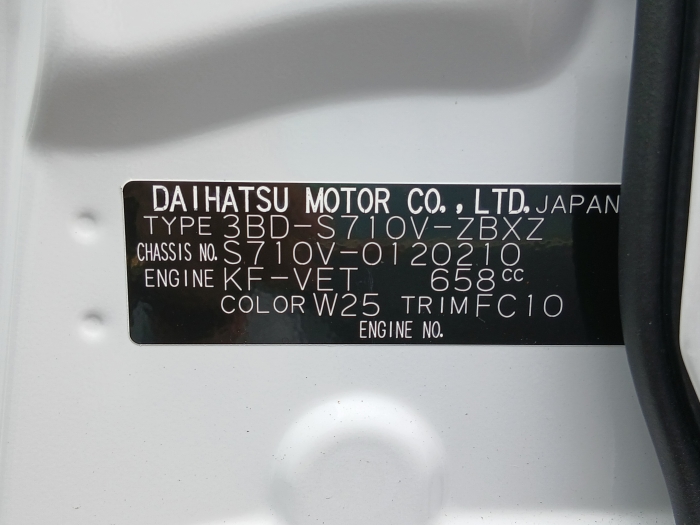 DAIHATSU MOTOR CO., LTD. JAPAN
TYPE 3BD-S710V-ZBXZ
CHASSIS NO. S710V-0120210
ENGINE KF-VET 658cc
COLOR W25 TRIM FC10
ENGINE NO.